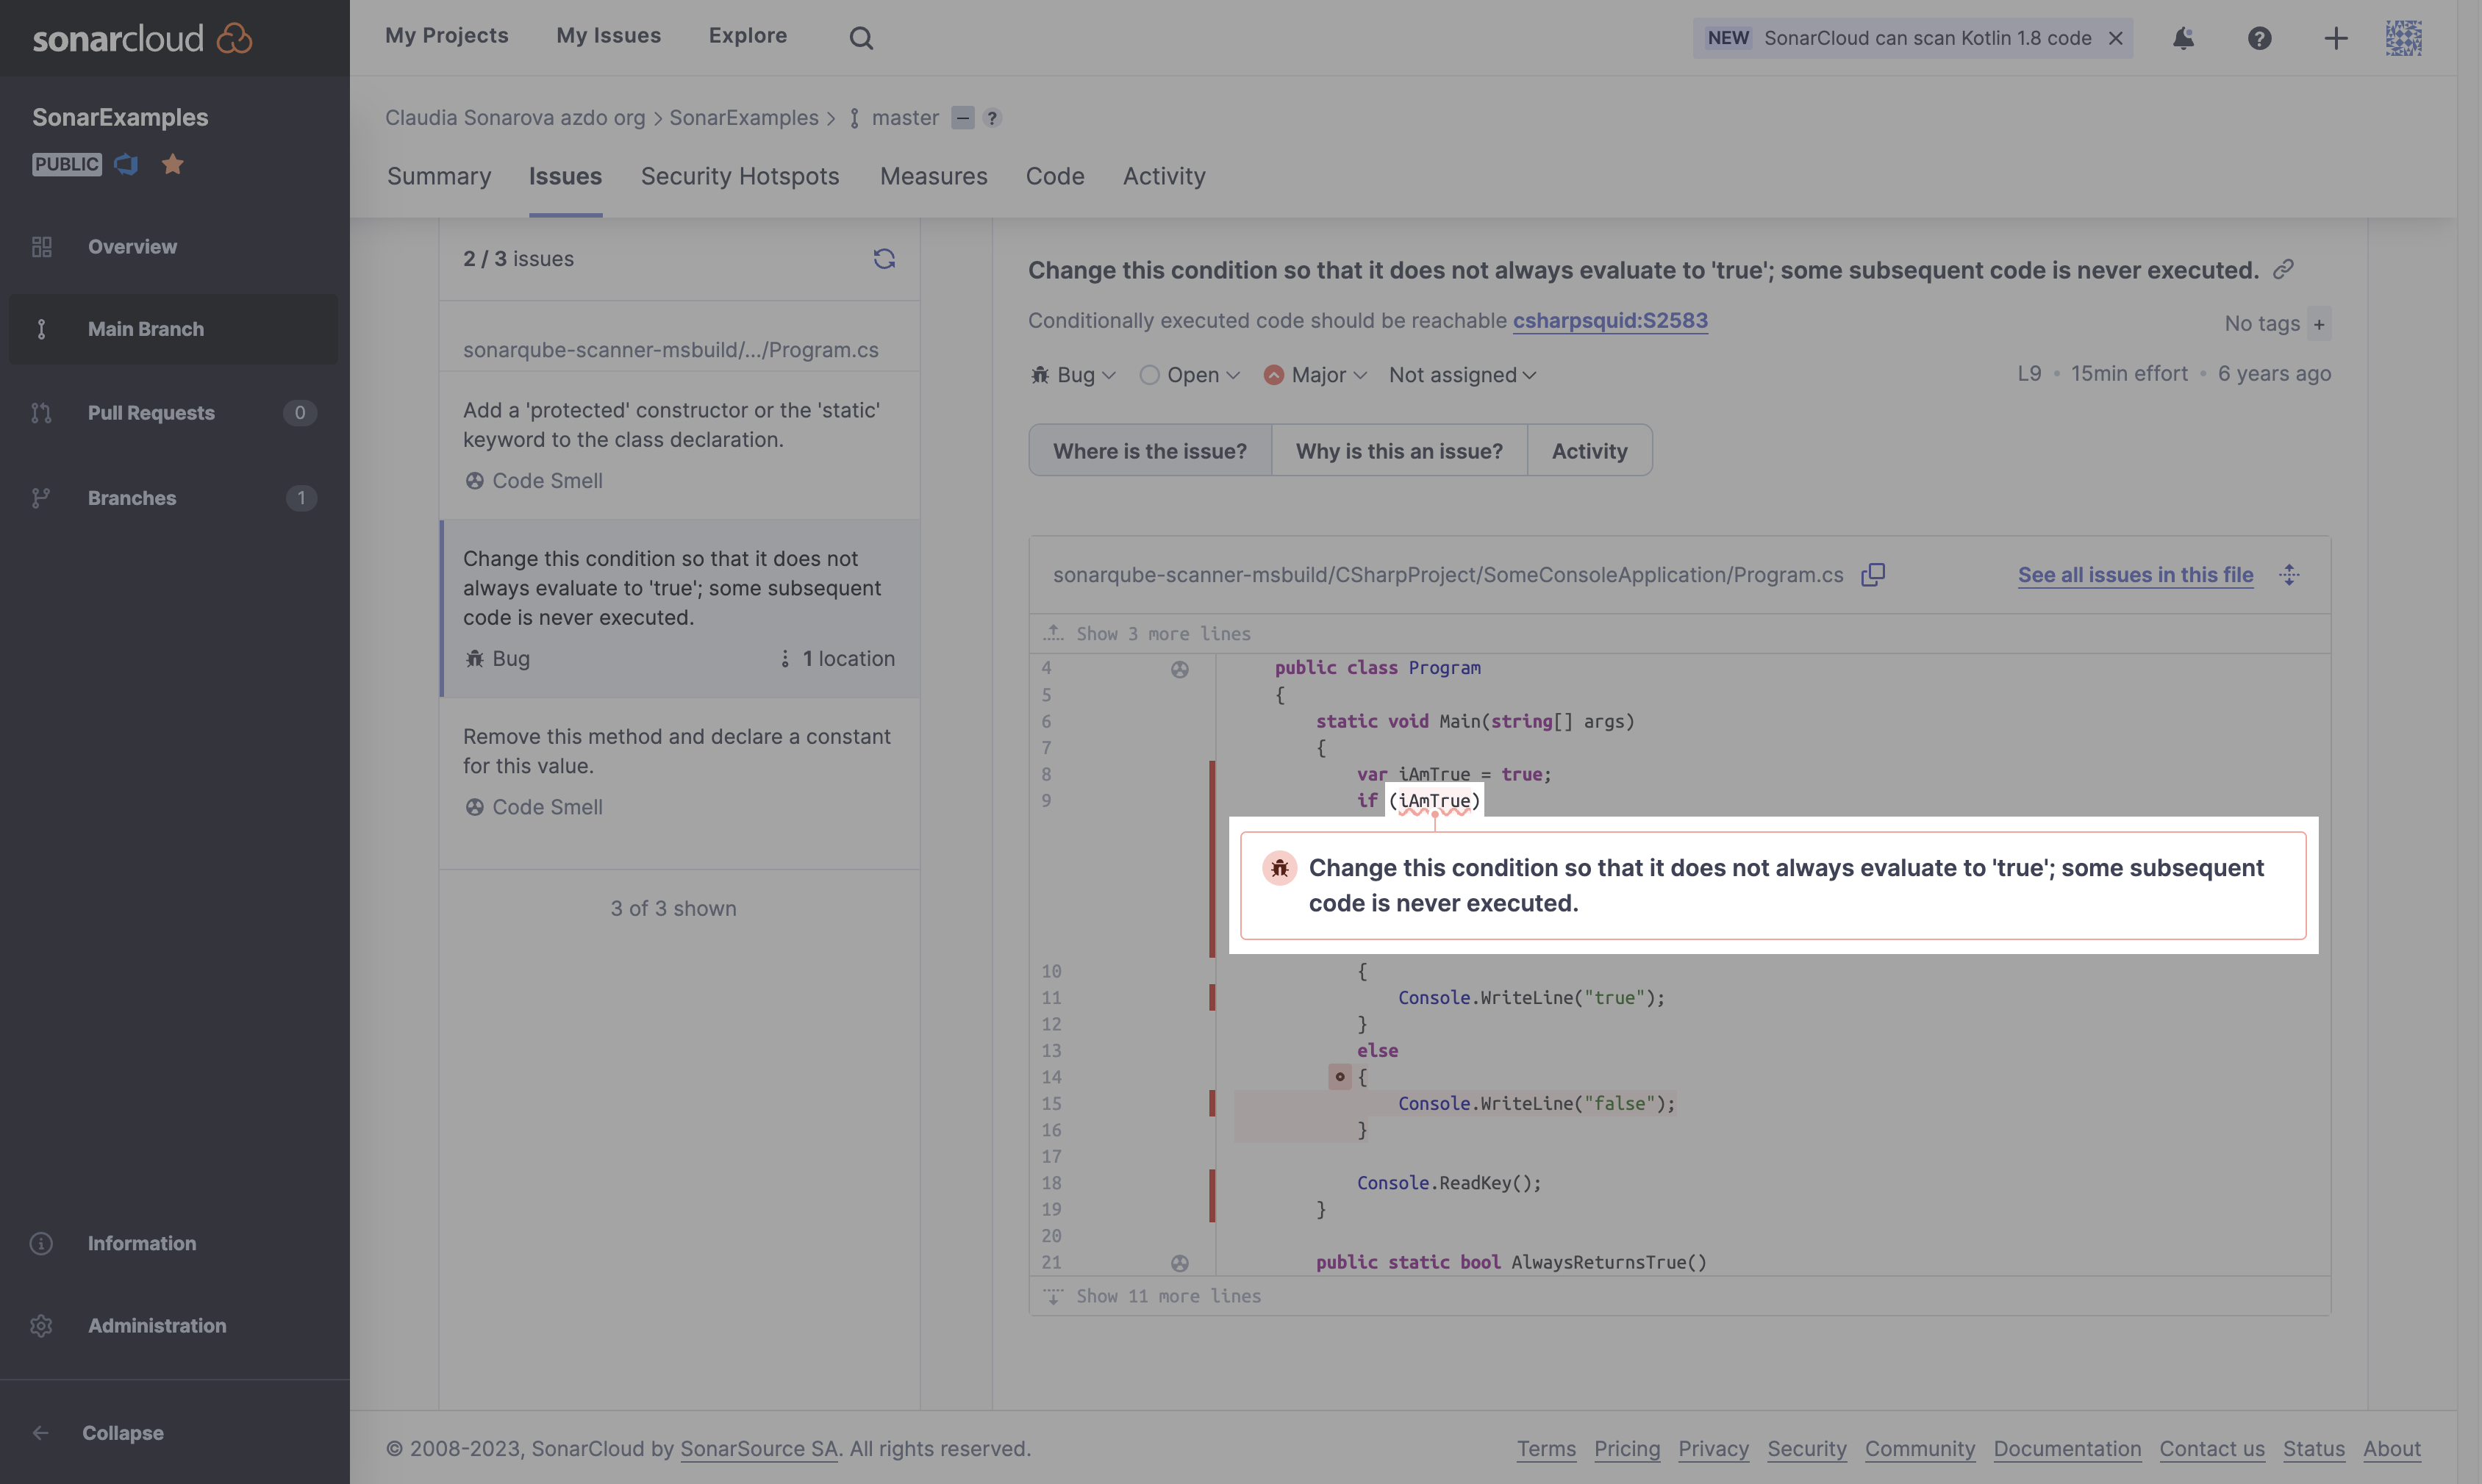 sonarcloud
My Projects My Issues Explore
NEW SonarCloud can scan Kotlin 1.8 code
SonarExamples
PUBLIC
Overview
Main Branch
Pull Requests 0
Branches 1
Information
Administration
Collapse
Claudia Sonarova azdo org > SonarExamples > master
Summary Issues Security Hotspots Measures Code Activity
2 / 3 issues
sonarqube-scanner-msbuild/.../Program.cs
Add a 'protected' constructor or the 'static'
keyword to the class declaration.
Code Smell
Change this condition so that it does not
always evaluate to 'true'; some subsequent
code is never executed.
Bug 1 location
Remove this method and declare a constant
for this value.
Code Smell
3 of 3 shown
Change this condition so that it does not always evaluate to 'true'; some subsequent code is never executed.
Conditionally executed code should be reachable csharpsquid:S2583
No tags +
Bug Open Major Not assigned
L9 • 15min effort • 6 years ago
Where is the issue? Why is this an issue? Activity
sonarqube-scanner-msbuild/CSharpProject/SomeConsoleApplication/Program.cs
See all issues in this file
Show 3 more lines
4 public class Program
5 {
6 static void Main(string[] args)
7 {
8 var iAmTrue = true;
9 if (iAmTrue)
Change this condition so that it does not always evaluate to 'true'; some subsequent
code is never executed.
10 {
11 Console.WriteLine("true");
12 }
13 else
14 {
15 Console.WriteLine("false");
16 }
17
18 Console.ReadKey();
19 }
20
21 public static bool AlwaysReturnsTrue()
Show 11 more lines
© 2008-2023, SonarCloud by SonarSource SA. All rights reserved.
Terms Pricing Privacy Security Community Documentation Contact us Status About